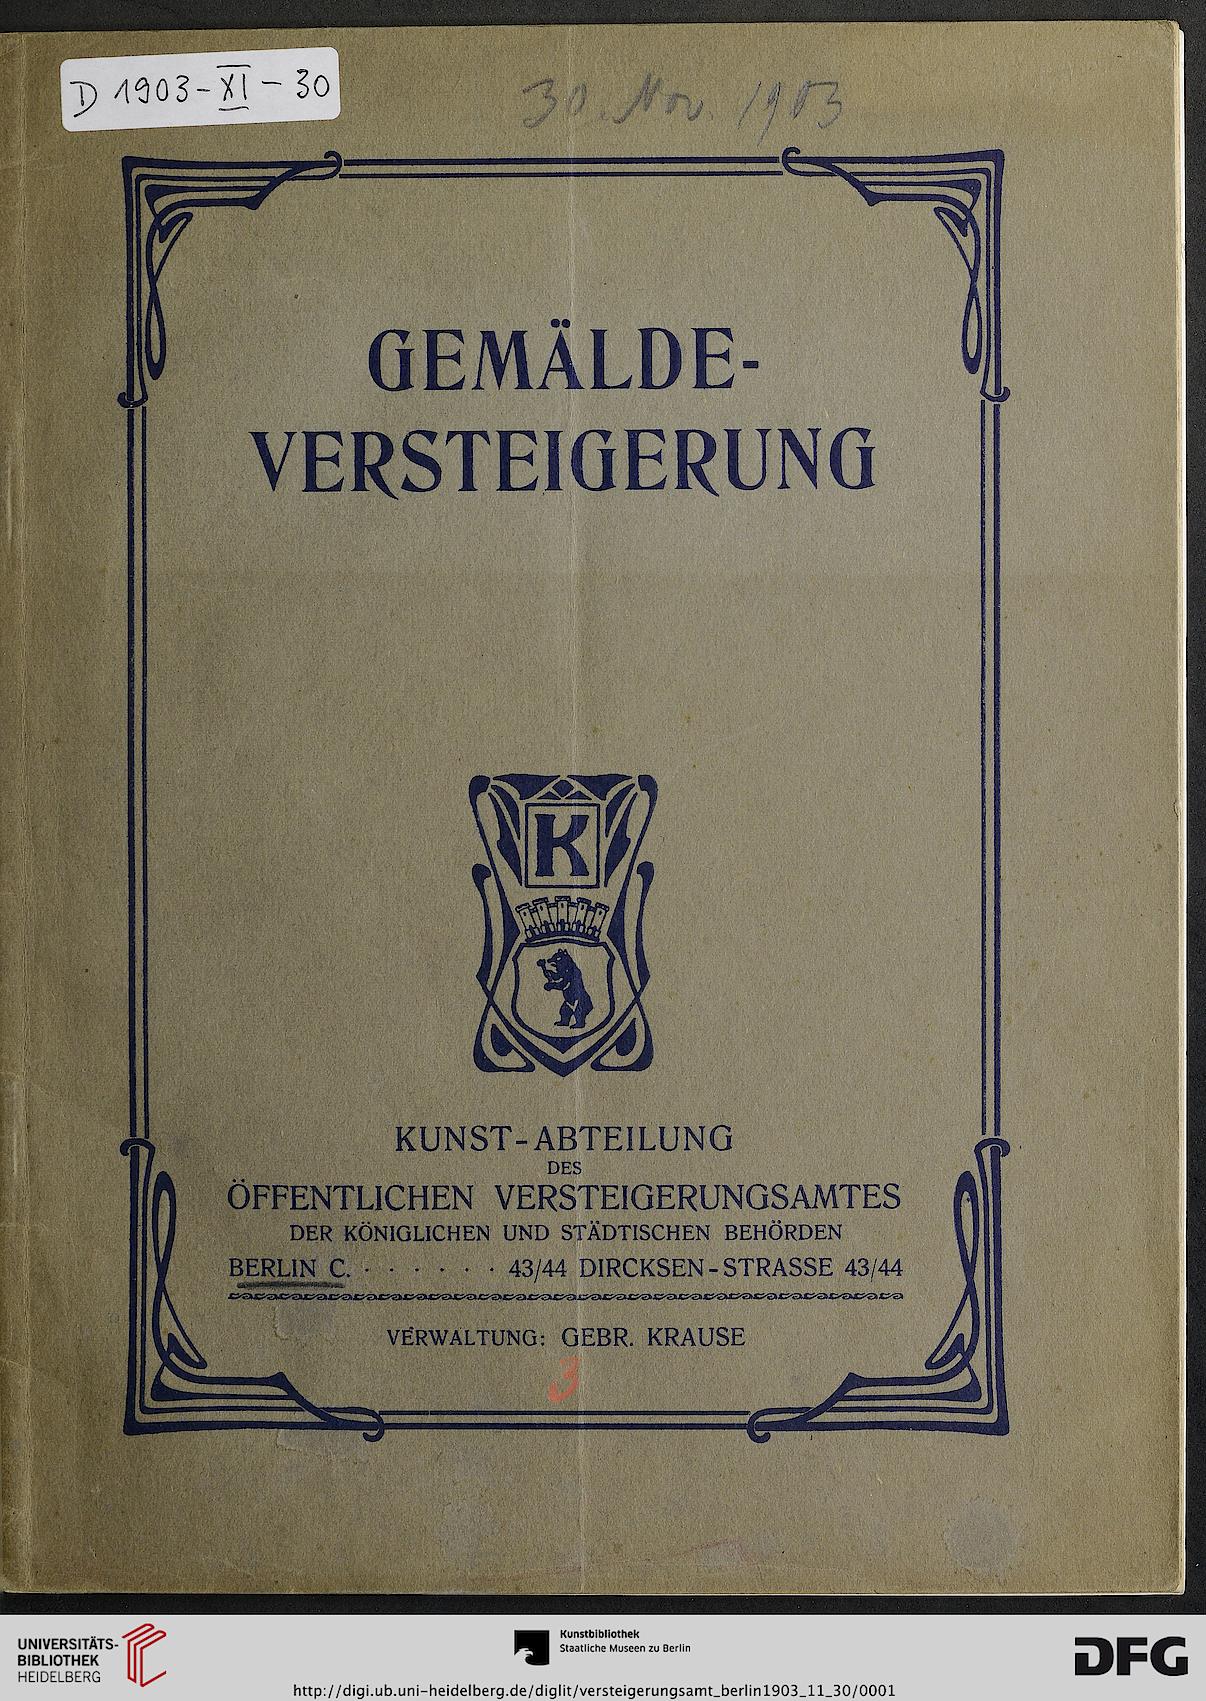 D 1903-XI-30
30. Nov. 1903
GEMÄLDE-
VERSTEIGERUNG
K
KUNST-ABTEILUNG
DES
ÖFFENTLICHEN VERSTEIGERUNGSAMTES
DER KÖNIGLICHEN UND STÄDTISCHEN BEHÖRDEN
BERLIN C. . . . . . . 43/44 DIRCKSEN-STRASSE 43/44
VERWALTUNG: GEBR. KRAUSE
3
UNIVERSITÄTS-
BIBLIOTHEK
HEIDELBERG
Kunstbibliothek
Staatliche Museen zu Berlin
DFG
http://digi.ub.uni-heidelberg.de/diglit/versteigerungsamt_berlin1903_11_30/0001